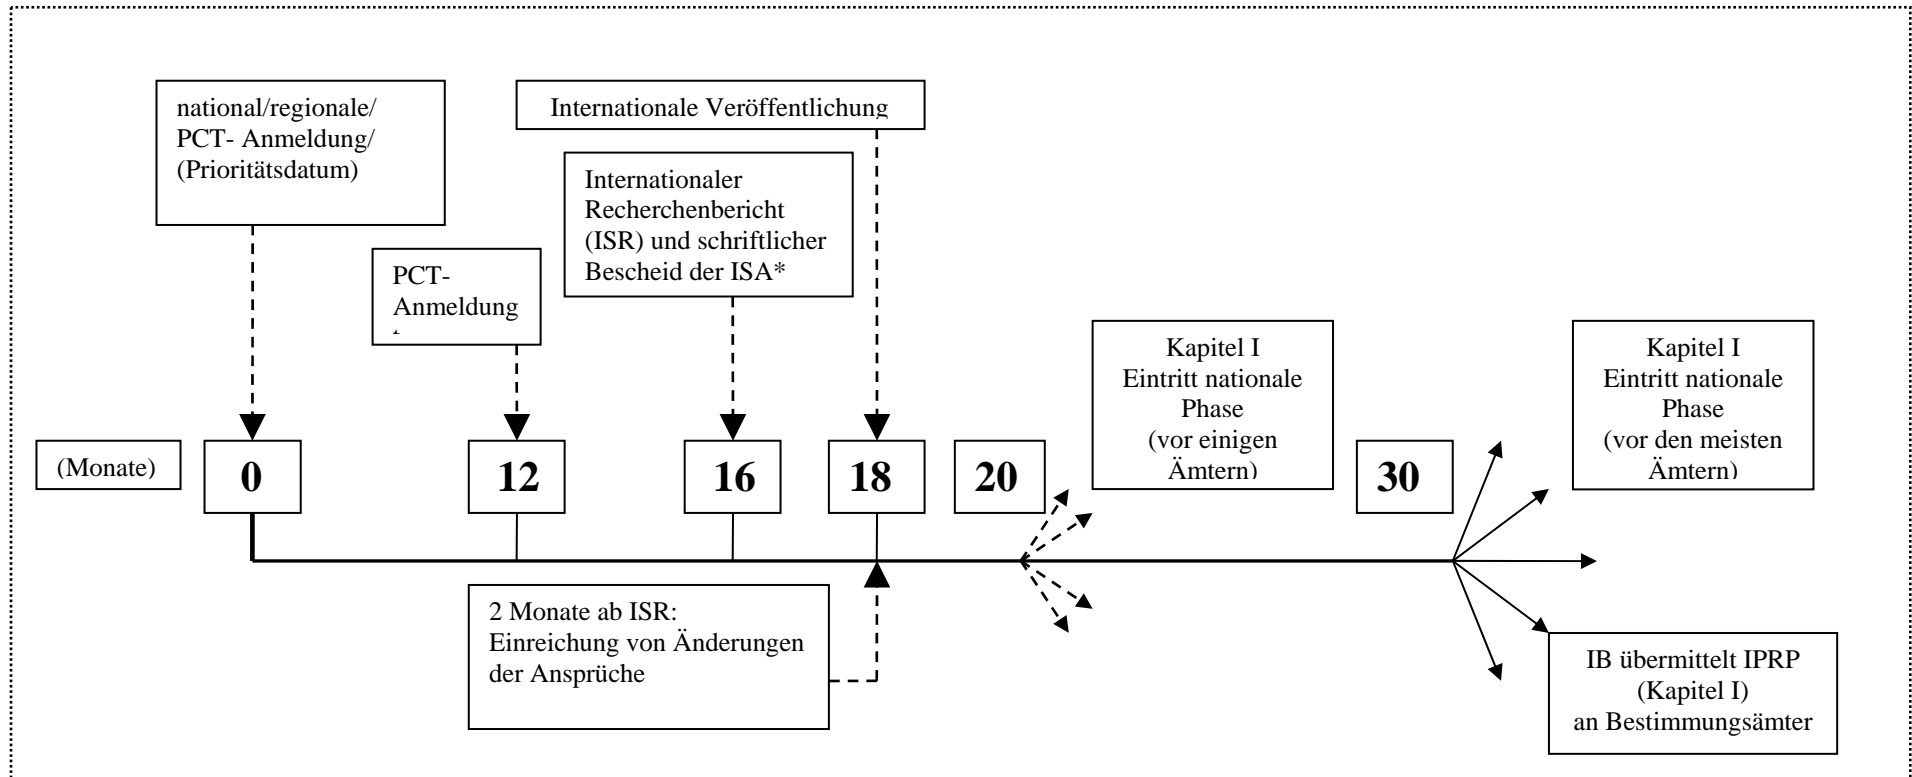 national/regionale/
PCT- Anmeldung/
(Prioritätsdatum)
Internationale Veröffentlichung
Internationaler
Recherchenbericht
(ISR) und schriftlicher
Bescheid der ISA*
PCT-
Anmeldung
Kapitel I
Eintritt nationale
Phase
(vor einigen
Ämtern)
Kapitel I
Eintritt nationale
Phase
(vor den meisten
Ämtern)
(Monate)
0
12
16
18
20
30
2 Monate ab ISR:
Einreichung von Änderungen
der Ansprüche
IB übermittelt IPRP
(Kapitel I)
an Bestimmungsämter